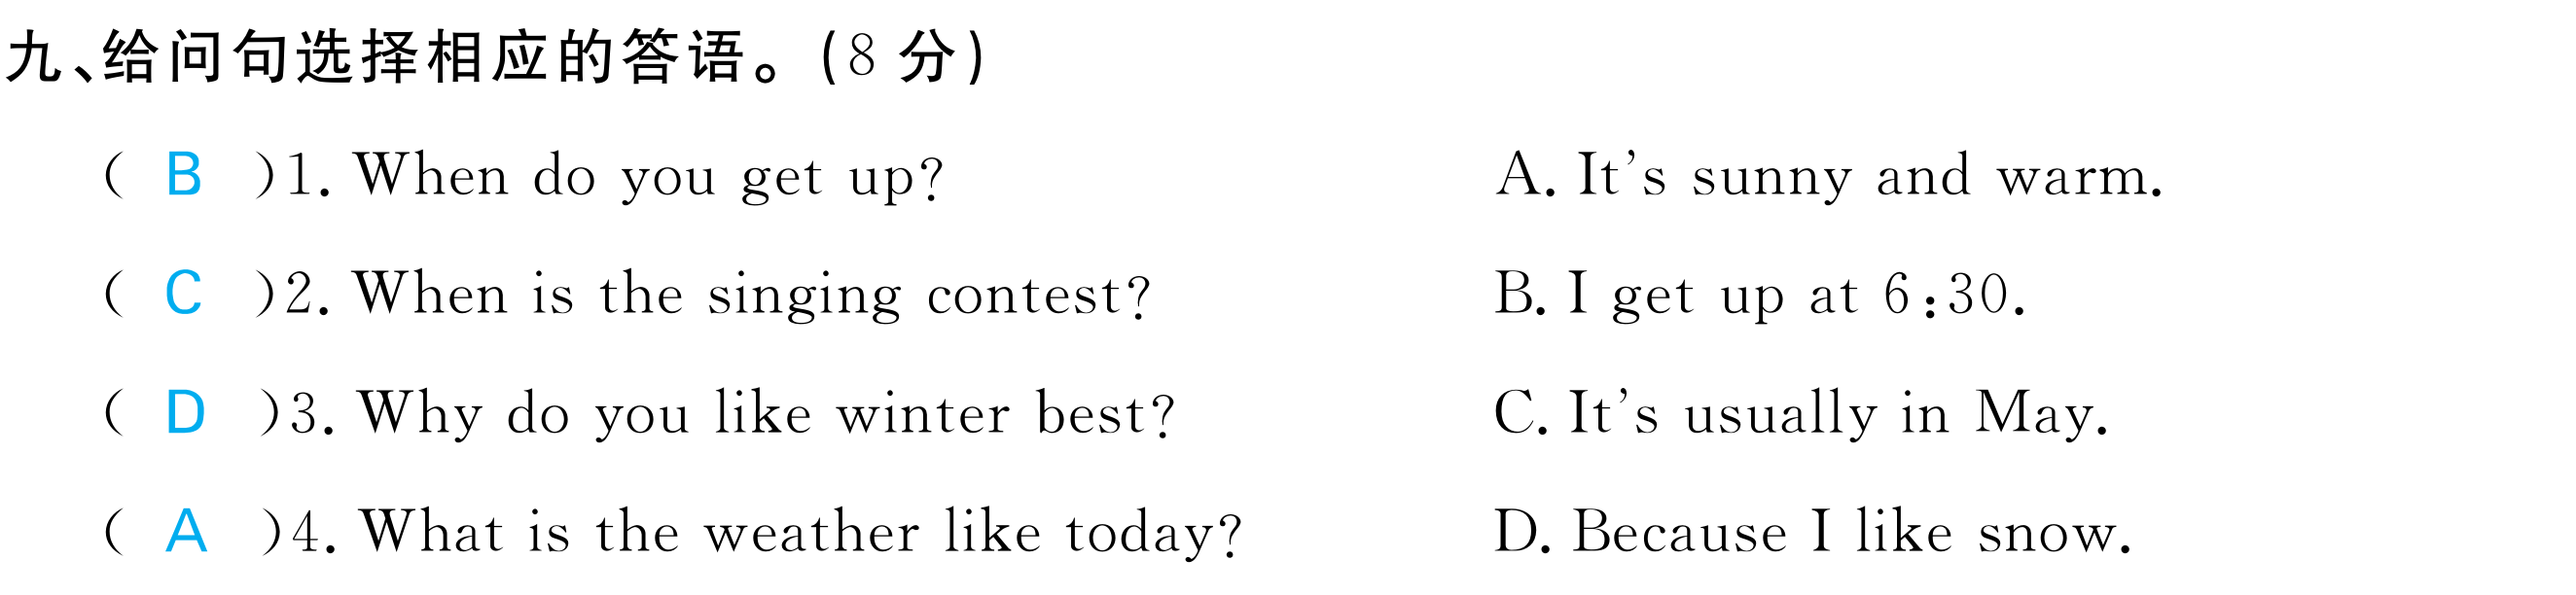 九、给问句选择相应的答语。(8 分)
( B )1. When do you get up? A. It's sunny and warm.
( C )2. When is the singing contest? B. I get up at 6:30.
( D )3. Why do you like winter best? C. It's usually in May.
( A )4. What is the weather like today? D. Because I like snow.